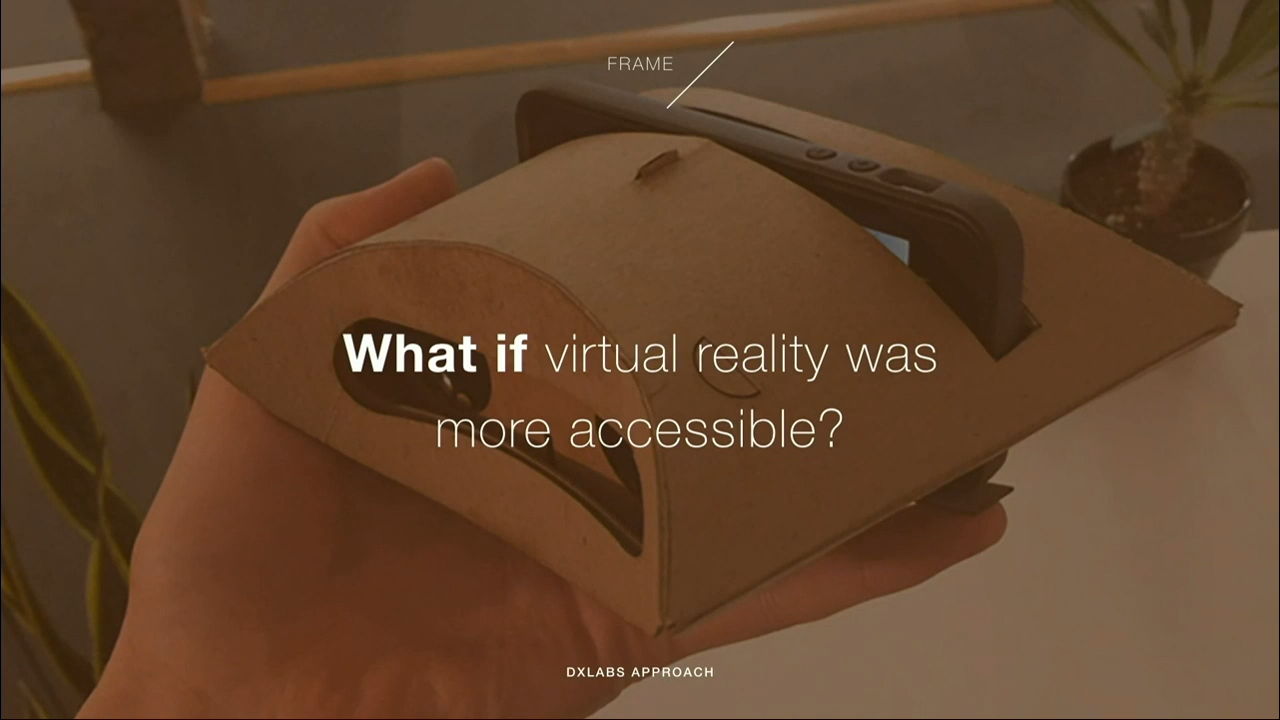 FRAME
What if virtual reality was
more accessible?
DXLABS APPROACH